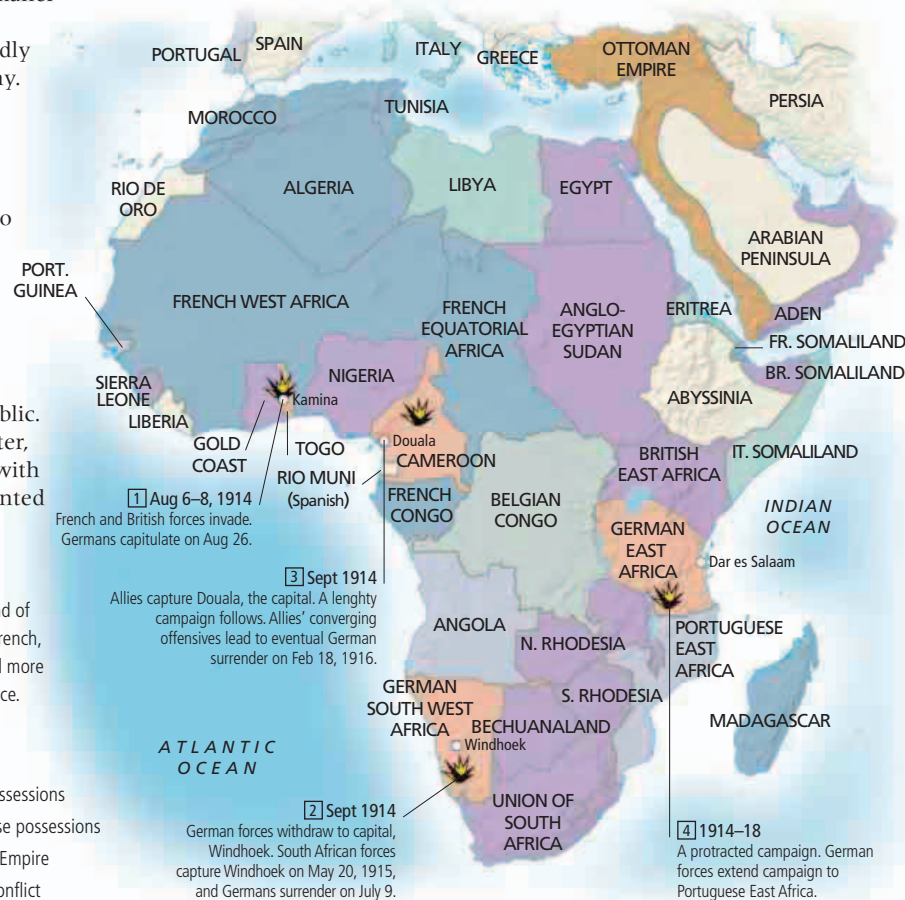 dly
ny.
o
blic.
ter,
with
nted
nd of
rench,
d more
ce.
ssessions
se possessions
Empire
onflict
PORTUGAL
SPAIN
ITALY
GREECE
OTTOMAN
EMPIRE
PERSIA
MOROCCO
TUNISIA
RIO DE
ORO
ALGERIA
LIBYA
EGYPT
ARABIAN
PENINSULA
PORT.
GUINEA
FRENCH WEST AFRICA
FRENCH
EQUATORIAL
AFRICA
ANGLO-
EGYPTIAN
SUDAN
ERITREA
ADEN
FR. SOMALILAND
BR. SOMALILAND
SIERRA
LEONE
LIBERIA
NIGERIA
Kamina
ABYSSINIA
GOLD
COAST
TOGO
Douala
CAMEROON
RIO MUNI
(Spanish)
BRITISH
EAST AFRICA
IT. SOMALILAND
FRENCH
CONGO
BELGIAN
CONGO
INDIAN
OCEAN
GERMAN
EAST
AFRICA
Dar es Salaam
1 Aug 6–8, 1914
French and British forces invade.
Germans capitulate on Aug 26.
3 Sept 1914
Allies capture Douala, the capital. A lenghty
campaign follows. Allies' converging
offensives lead to eventual German
surrender on Feb 18, 1916.
ANGOLA
N. RHODESIA
PORTUGUESE
EAST
AFRICA
GERMAN
SOUTH WEST
AFRICA
S. RHODESIA
BECHUANALAND
MADAGASCAR
Windhoek
ATLANTIC
OCEAN
UNION OF
SOUTH
AFRICA
2 Sept 1914
German forces withdraw to capital,
Windhoek. South African forces
capture Windhoek on May 20, 1915,
and Germans surrender on July 9.
4 1914–18
A protracted campaign. German
forces extend campaign to
Portuguese East Africa.